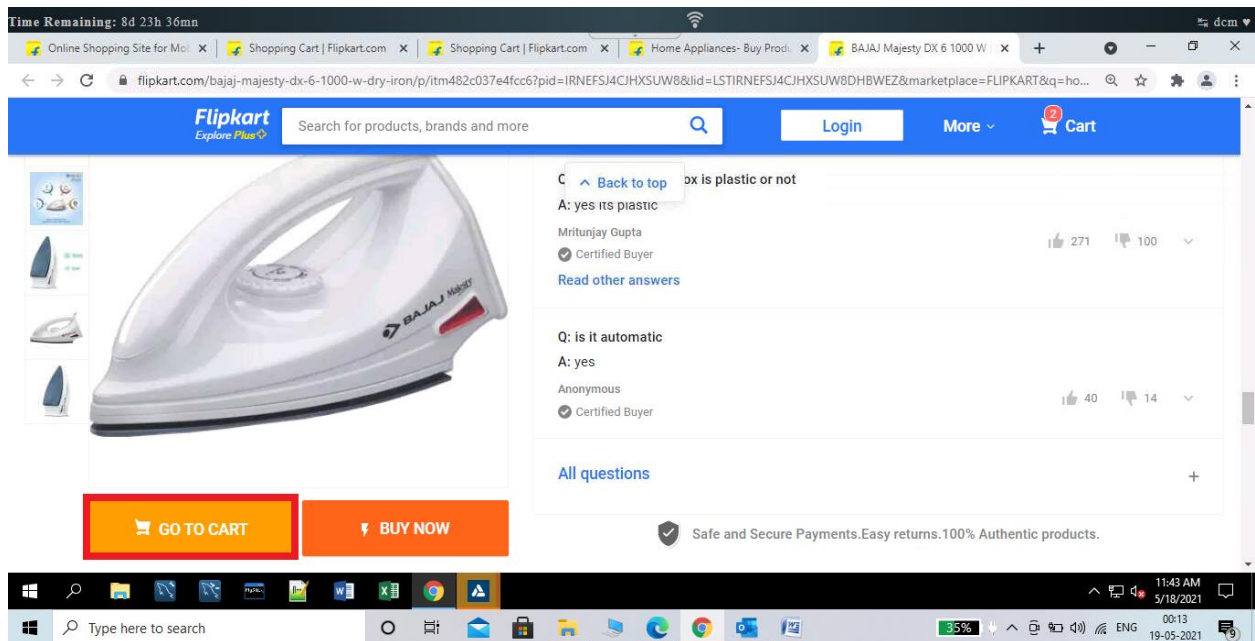 Time Remaining: 8d 23h 36mn
dcm
Online Shopping Site for Mol
Shopping Cart | Flipkart.com
Shopping Cart | Flipkart.com
Home Appliances- Buy Produ
BAJAJ Majesty DX 6 1000 W
flipkart.com/bajaj-majesty-dx-6-1000-w-dry-iron/p/itm482c037e4fcc6?pid=IRNEFSJ4CJHXSUW8&lid=LSTIRNEFSJ4CJHXSUW8DHBWEZ&marketplace=FLIPKART&q=ho...
Flipkart
Explore Plus
Search for products, brands and more
Login
More
2
Cart
Back to top
ox is plastic or not
A: yes its plastic
Mritunjay Gupta
271
100
Certified Buyer
Read other answers
BAJAJ Majesty
Q: is it automatic
A: yes
Anonymous
40
14
Certified Buyer
All questions
+
GO TO CART
BUY NOW
Safe and Secure Payments.Easy returns.100% Authentic products.
11:43 AM
5/18/2021
Type here to search
35%
ENG
00:13
19-05-2021